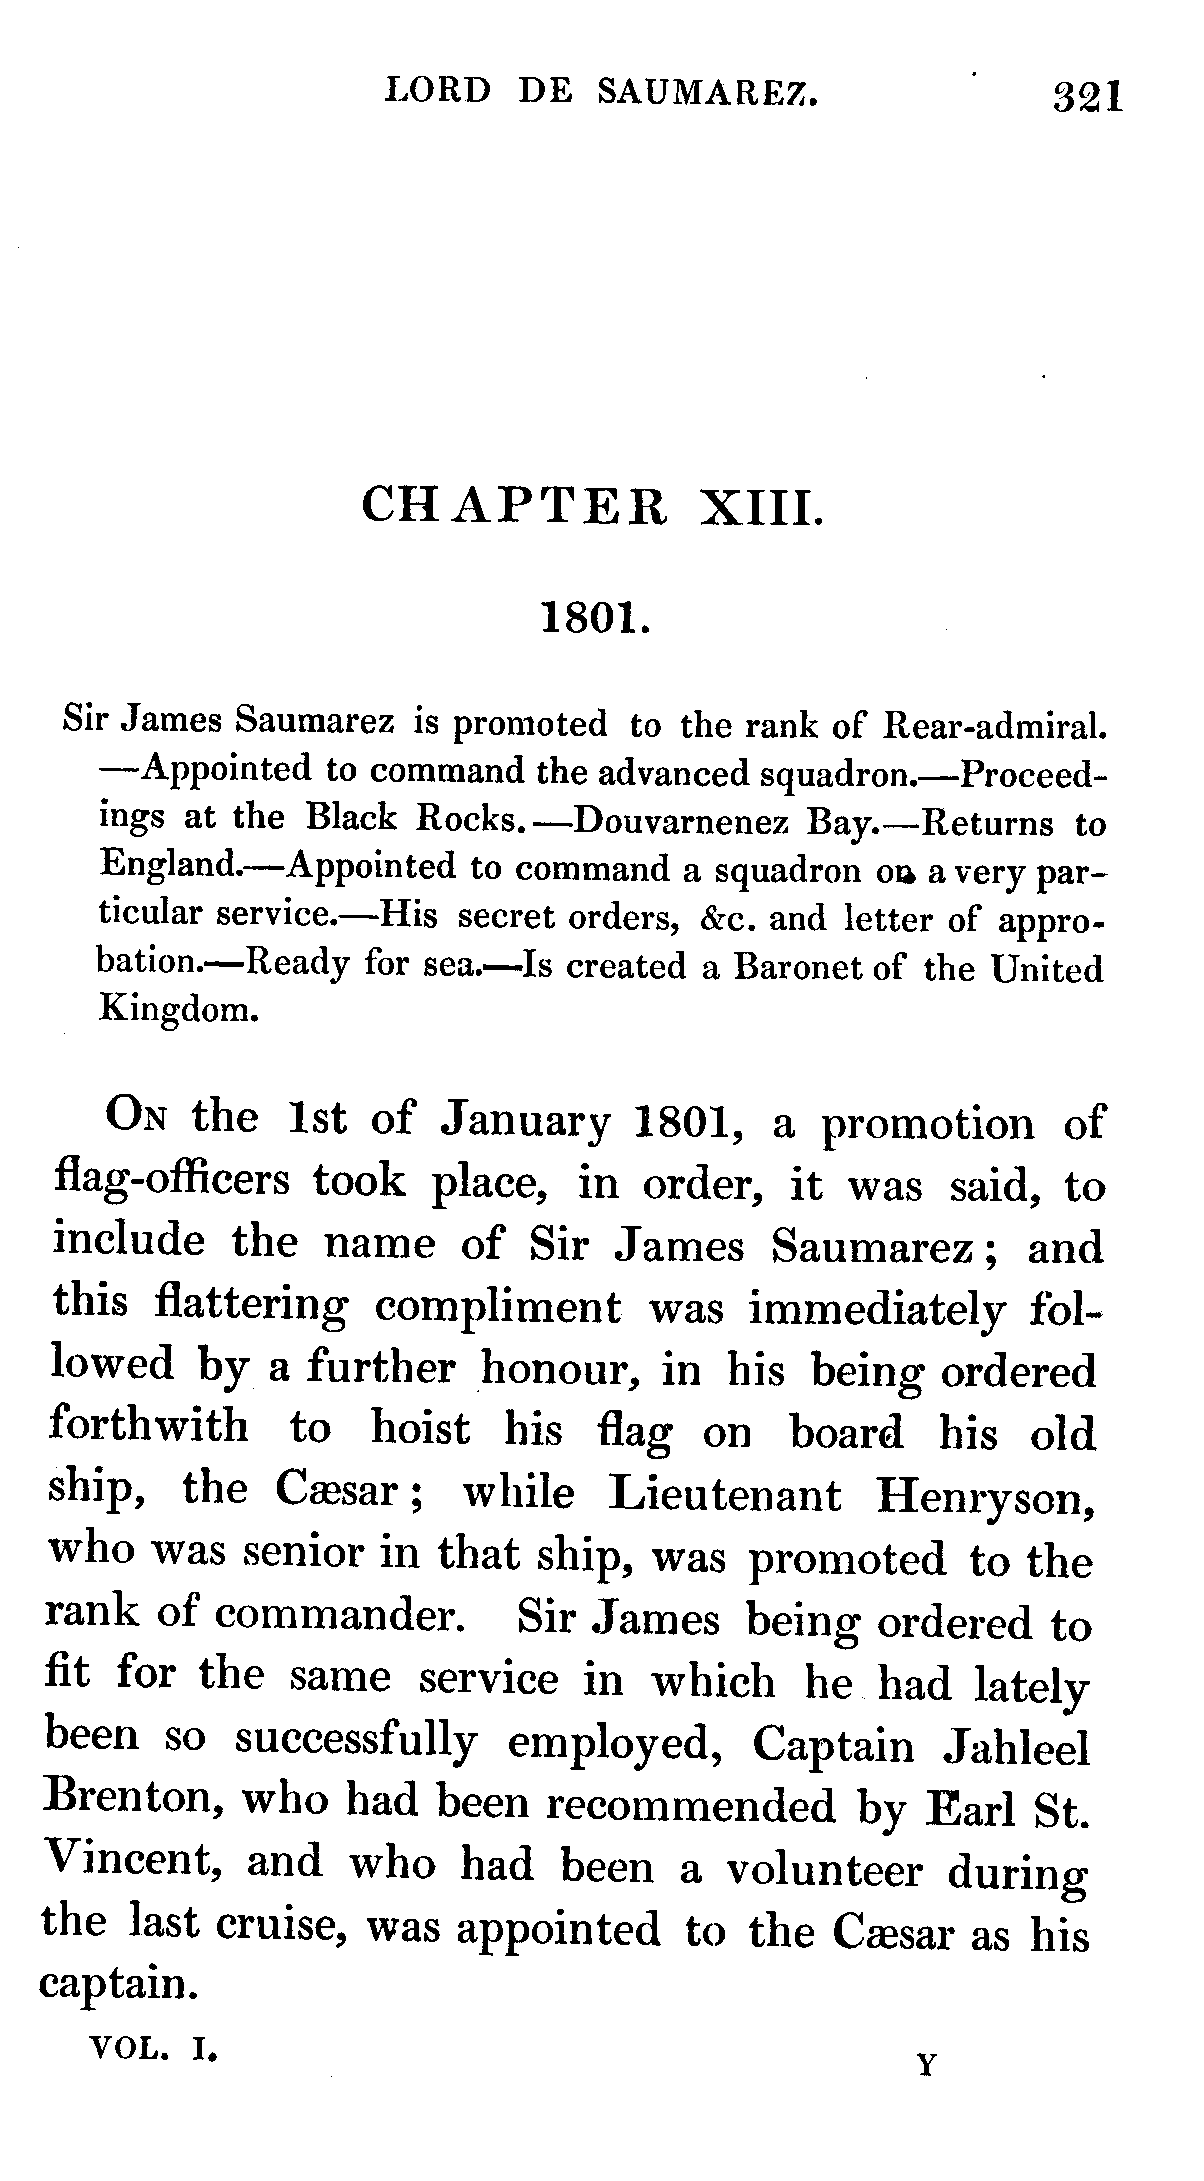 LORD DE SAUMAREZ. 321
CHAPTER XIII.
1801.
Sir James Saumarez is promoted to the rank of Rear-admiral.
—Appointed to command the advanced squadron.—Proceed-
ings at the Black Rocks.—Douvarnenez Bay.—Returns to
England.—Appointed to command a squadron on a very par-
ticular service.—His secret orders, &c. and letter of appro-
bation.—Ready for sea.—Is created a Baronet of the United
Kingdom.
ON the 1st of January 1801, a promotion of
flag-officers took place, in order, it was said, to
include the name of Sir James Saumarez; and
this flattering compliment was immediately fol-
lowed by a further honour, in his being ordered
forthwith to hoist his flag on board his old
ship, the Cæsar; while Lieutenant Henryson,
who was senior in that ship, was promoted to the
rank of commander. Sir James being ordered to
fit for the same service in which he had lately
been so successfully employed, Captain Jahleel
Brenton, who had been recommended by Earl St.
Vincent, and who had been a volunteer during
the last cruise, was appointed to the Cæsar as his
captain.
VOL. I. Y